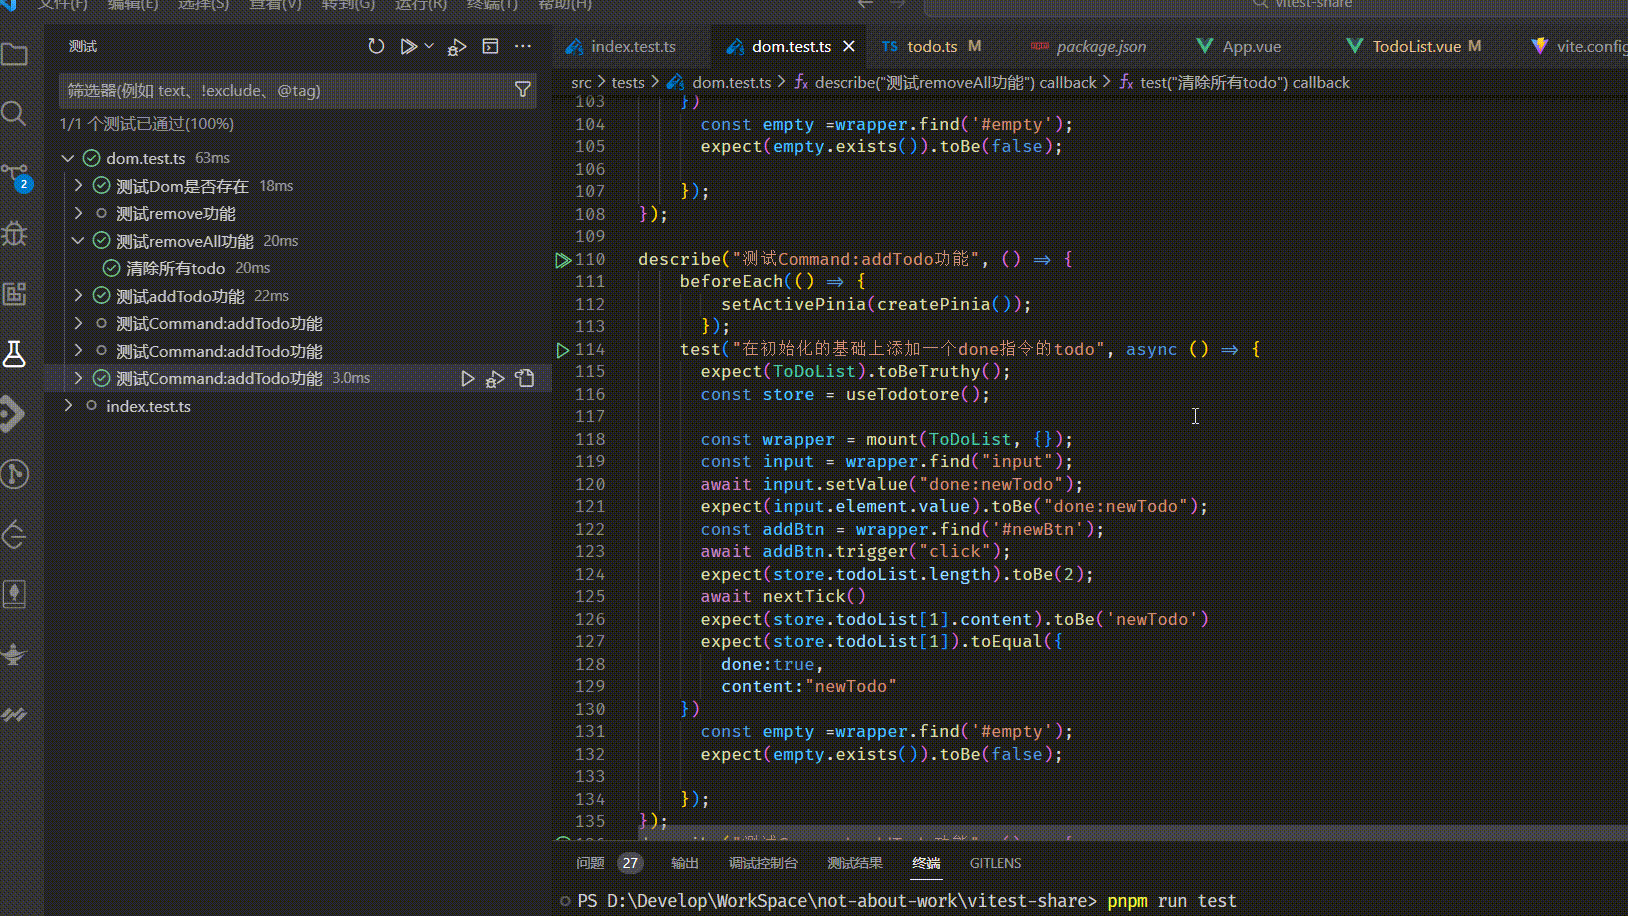 文件(F) 编辑(E) 选择(S) 查看(V) 转到(G) 运行(R) 终端(T) 帮助(H) vitest-share
测试
筛选器(例如 text、!exclude、@tag)
1/1 个测试已通过(100%)
dom.test.ts 63ms
测试Dom是否存在 18ms
测试remove功能
测试removeAll功能 20ms
清除所有todo 20ms
测试addTodo功能 22ms
测试Command:addTodo功能
测试Command:addTodo功能
测试Command:addTodo功能 3.0ms
index.test.ts
2
index.test.ts dom.test.ts TS todo.ts M package.json App.vue TodoList.vue M vite.config
src > tests > dom.test.ts > describe("测试removeAll功能") callback > test("清除所有todo") callback
103 })
104 const empty =wrapper.find('#empty');
105 expect(empty.exists()).toBe(false);
106
107 });
108 });
109
110 describe("测试Command:addTodo功能", () => {
111 beforeEach(() => {
112 setActivePinia(createPinia());
113 });
114 test("在初始化的基础上添加一个done指令的todo", async () => {
115 expect(ToDoList).toBeTruthy();
116 const store = useTodotore();
117
118 const wrapper = mount(ToDoList, {});
119 const input = wrapper.find("input");
120 await input.setValue("done:newTodo");
121 expect(input.element.value).toBe("done:newTodo");
122 const addBtn = wrapper.find('#newBtn');
123 await addBtn.trigger("click");
124 expect(store.todoList.length).toBe(2);
125 await nextTick()
126 expect(store.todoList[1].content).toBe('newTodo')
127 expect(store.todoList[1]).toEqual({
128 done:true,
129 content:"newTodo"
130 })
131 const empty =wrapper.find('#empty');
132 expect(empty.exists()).toBe(false);
133
134 });
135 });
问题 27 输出 调试控制台 测试结果 终端 GITLENS
PS D:\Develop\WorkSpace\not-about-work\vitest-share> pnpm run test